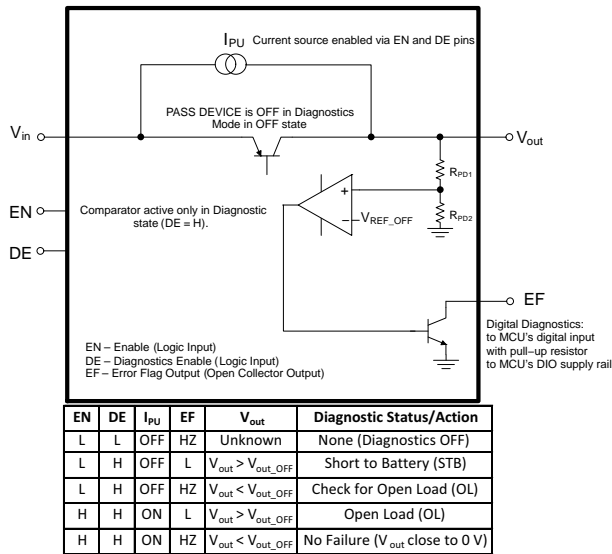 I_PU Current source enabled via EN and DE pins
PASS DEVICE is OFF in Diagnostics
Mode in OFF state
V_in
V_out
R_PD1
+
R_PD2
EN
Comparator active only in Diagnostic
state (DE = H).
−
V_REF_OFF
DE
EF
Digital Diagnostics:
to MCU's digital input
with pull−up resistor
to MCU's DIO supply rail
EN – Enable (Logic Input)
DE – Diagnostics Enable (Logic Input)
EF – Error Flag Output (Open Collector Output)
EN DE I_PU EF V_out Diagnostic Status/Action
L L OFF HZ Unknown None (Diagnostics OFF)
L H OFF L V_out > V_out_OFF Short to Battery (STB)
L H OFF HZ V_out < V_out_OFF Check for Open Load (OL)
H H ON L V_out > V_out_OFF Open Load (OL)
H H ON HZ V_out < V_out_OFF No Failure (V_out close to 0 V)